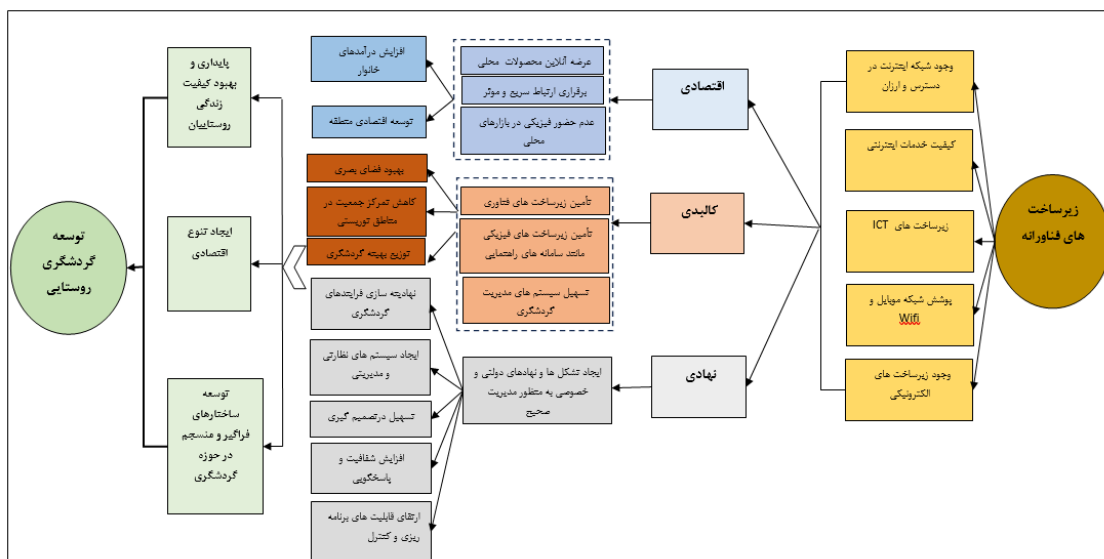 زیرساخت
های فناورانه
وجود شبکه اینترنت در
دسترس و ارزان
کیفیت خدمات اینترنتی
زیرساخت های ICT
پوشش شبکه موبایل و
Wifi
وجود زیرساخت های
الکترونیکی
اقتصادی
عرضه آنلاین محصولات محلی
برقراری ارتباط سریع و موثر
عدم حضور فیزیکی در بازارهای
محلی
افزایش درآمدهای
خانوار
توسعه اقتصادی منطقه
کالبدی
تأمین زیرساخت های فناوری
تأمین زیرساخت های فیزیکی
مانند سامانه های راهنمایی
تسهیل سیستم های مدیریت
گردشگری
بهبود فضای بصری
کاهش تمرکز جمعیت در
مناطق توریستی
توزیع بهینه گردشگری
نهادی
ایجاد تشکل ها و نهادهای دولتی و
خصوصی به منظور مدیریت
صحیح
نهادینه سازی فرایندهای
گردشگری
ایجاد سیستم های نظارتی
و مدیریتی
تسهیل درتصمیم گیری
افزایش شفافیت و
پاسخگویی
ارتقای قابلیت های برنامه
ریزی و کنترل
پایداری و
بهبود کیفیت
زندگی
روستاییان
ایجاد تنوع
اقتصادی
توسعه
ساختارهای
فراگیر و منسجم
در حوزه
گردشگری
توسعه
گردشگری
روستایی